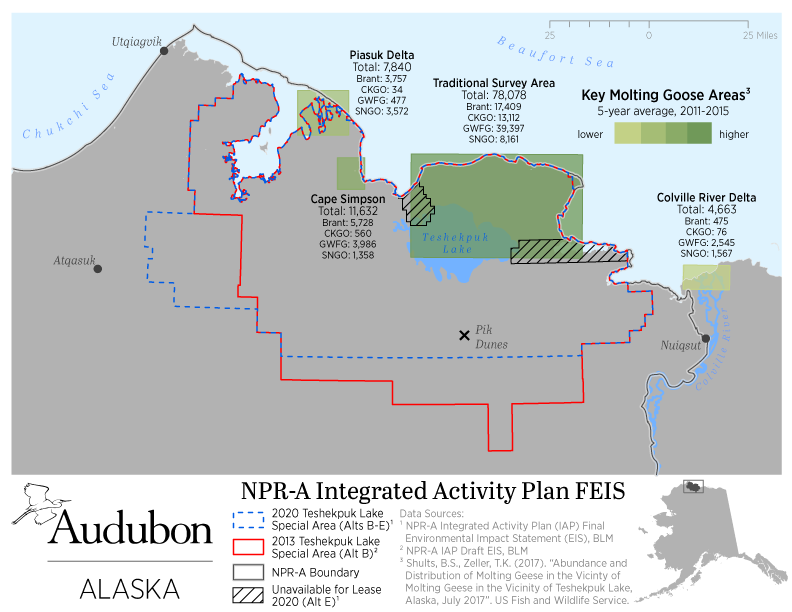 25
0
25 Miles
Utqiaġvik
Beaufort Sea
Chukchi Sea
Piasuk Delta
Total: 7,840
Brant: 3,757
CKGO: 34
GWFG: 477
SNGO: 3,572
Traditional Survey Area
Total: 78,078
Brant: 17,409
CKGO: 13,112
GWFG: 39,397
SNGO: 8,161
Key Molting Goose Areas³
5-year average, 2011-2015
lower
higher
Cape Simpson
Total: 11,632
Brant: 5,728
CKGO: 560
GWFG: 3,986
SNGO: 1,358
Colville River Delta
Total: 4,663
Brant: 475
CKGO: 76
GWFG: 2,545
SNGO: 1,567
Teshekpuk
Lake
Atqasuk
Pik
Dunes
Nuiqsut
Colville River
Audubon
ALASKA
NPR-A Integrated Activity Plan FEIS
2020 Teshekpuk Lake
Special Area (Alts B-E)¹
2013 Teshekpuk Lake
Special Area (Alt B)²
NPR-A Boundary
Unavailable for Lease
2020 (Alt E)¹
Data Sources:
¹ NPR-A Integrated Activity Plan (IAP) Final
Environmental Impact Statement (EIS), BLM
² NPR-A IAP Draft EIS, BLM
³ Shults, B.S., Zeller, T.K. (2017). "Abundance and
Distribution of Molting Geese in the Vicinity of
Molting Geese in the Vicinity of Teshekpuk Lake,
Alaska, July 2017". US Fish and Wildlife Service.